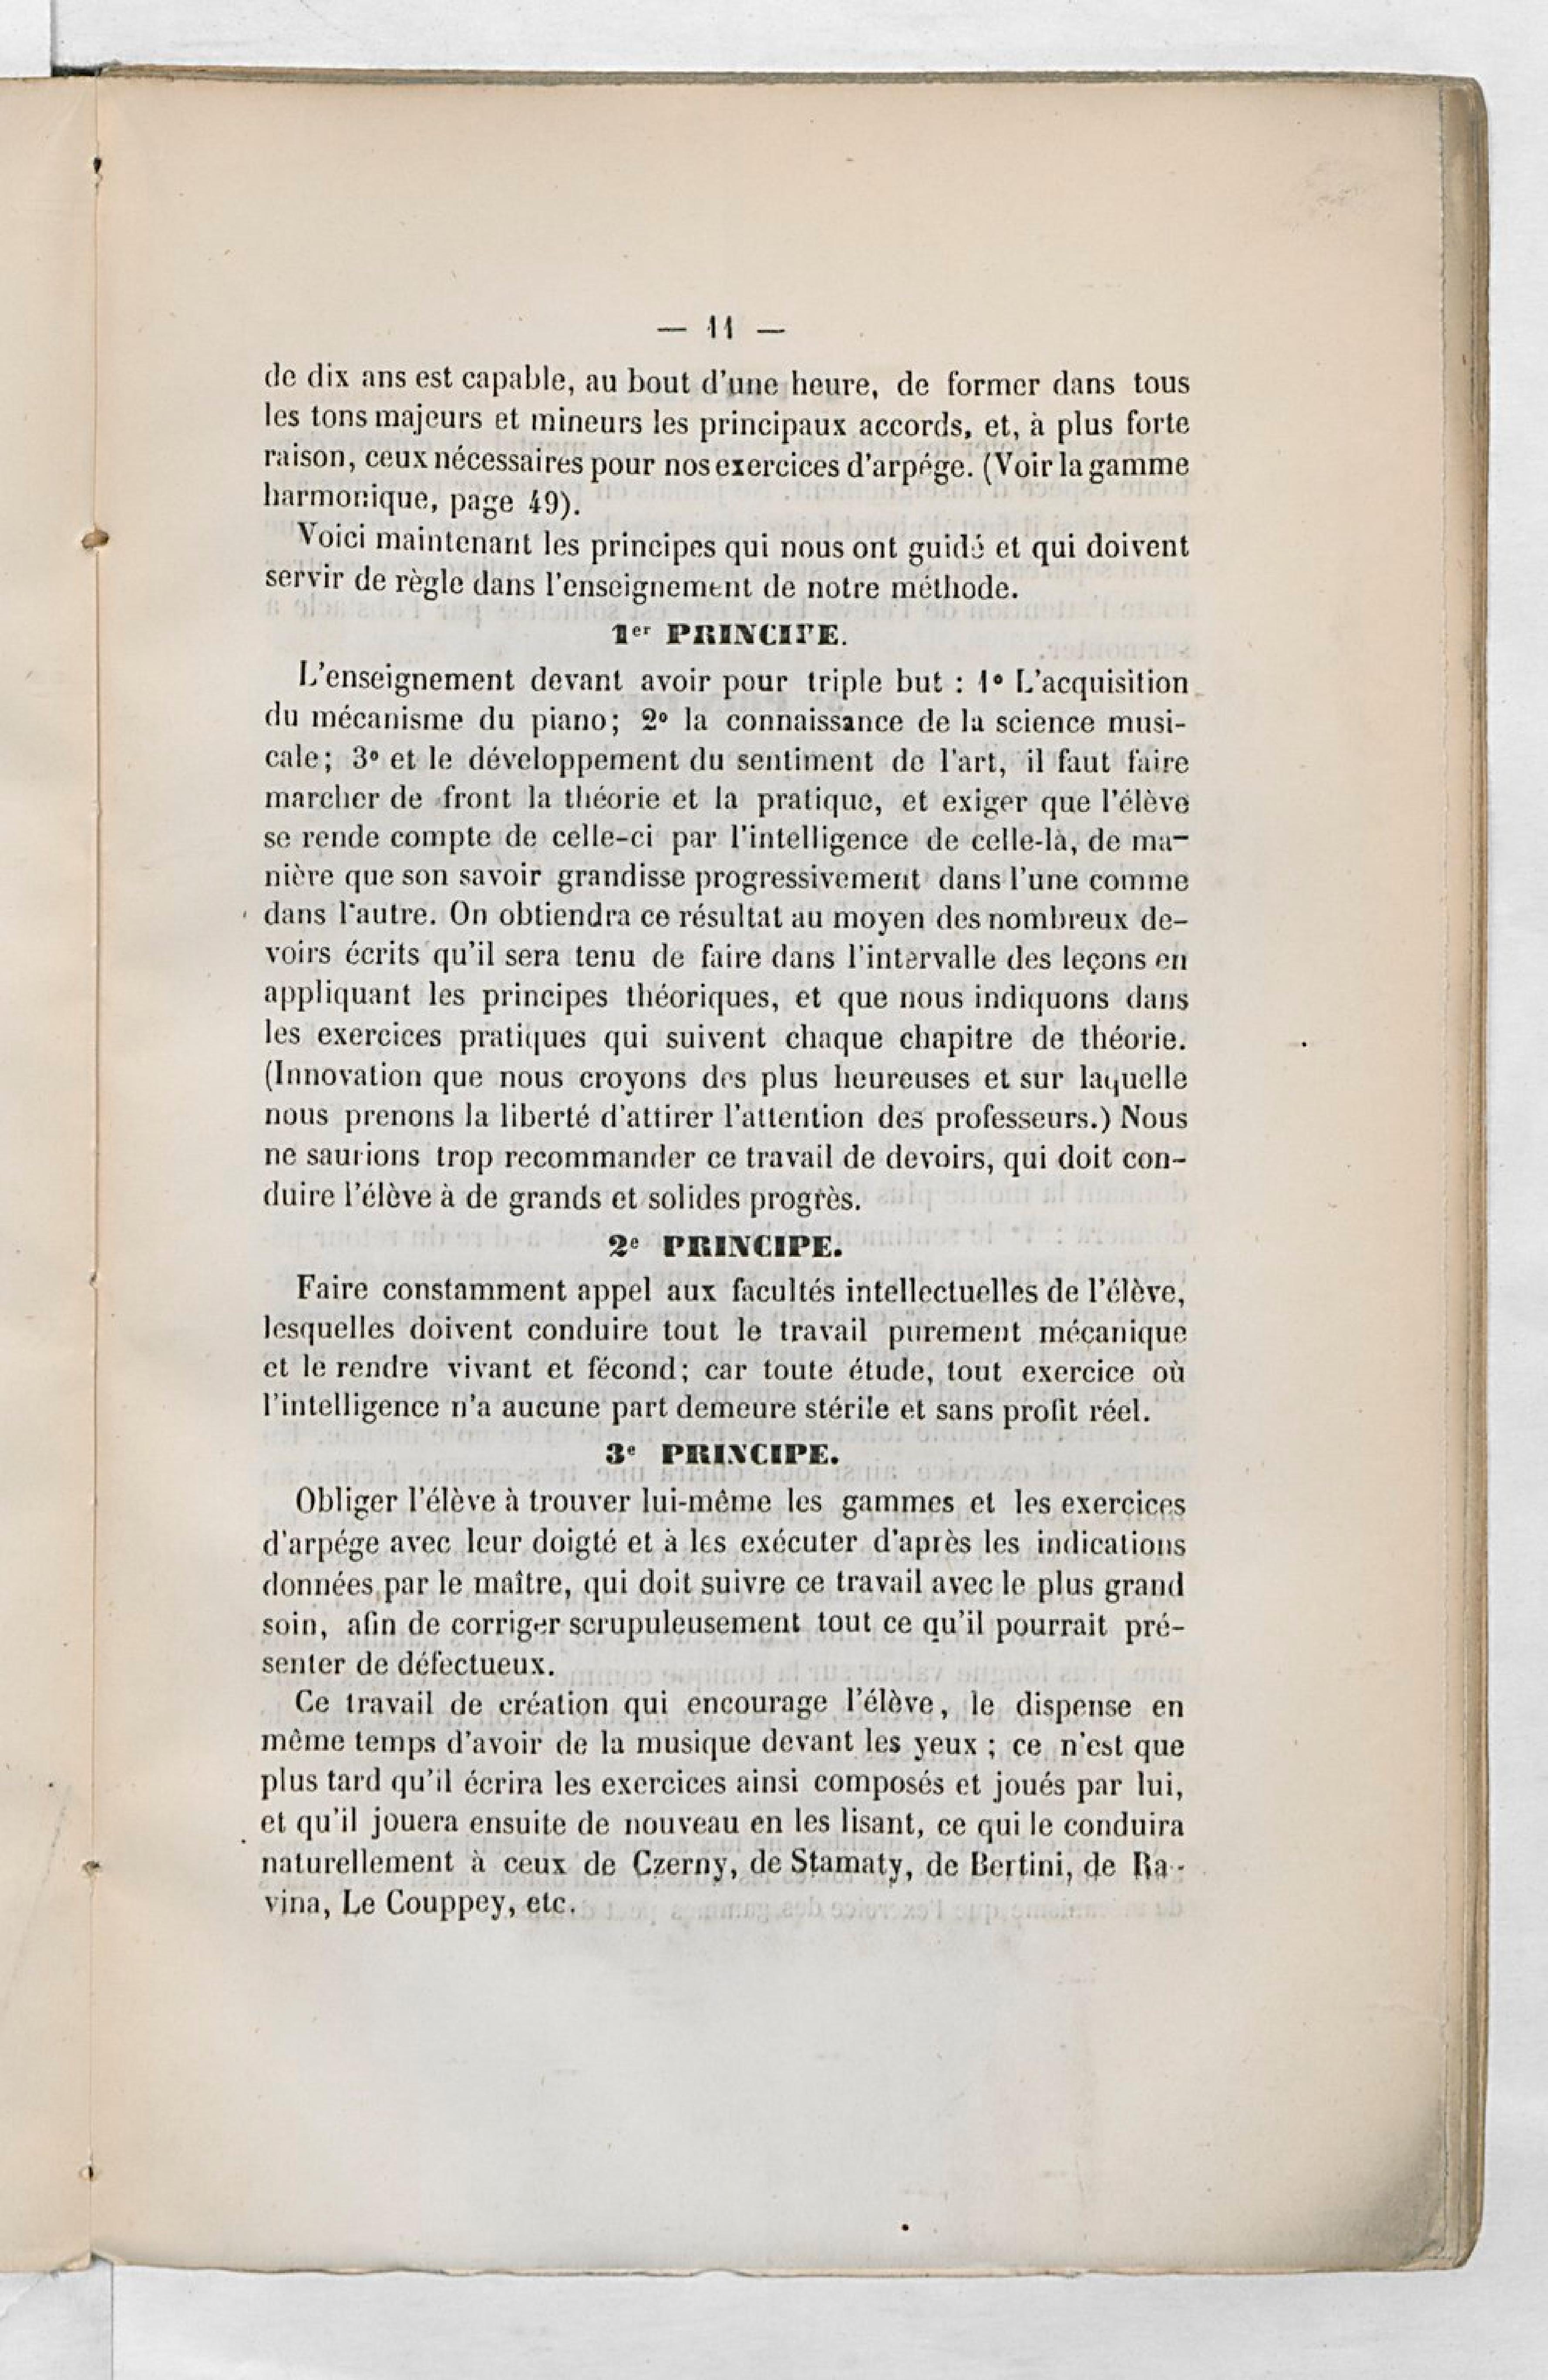 — 11 —
de dix ans est capable, au bout d'une heure, de former dans tous
les tons majeurs et mineurs les principaux accords, et, à plus forte
raison, ceux nécessaires pour nos exercices d'arpége. (Voir la gamme
harmonique, page 49).
Voici maintenant les principes qui nous ont guidé et qui doivent
servir de règle dans l'enseignement de notre méthode.
1er PRINCIPE.
L'enseignement devant avoir pour triple but : 1° L'acquisition
du mécanisme du piano; 2° la connaissance de la science musi-
cale; 3° et le développement du sentiment de l'art, il faut faire
marcher de front la théorie et la pratique, et exiger que l'élève
se rende compte de celle-ci par l'intelligence de celle-là, de ma-
nière que son savoir grandisse progressivement dans l'une comme
dans l'autre. On obtiendra ce résultat au moyen des nombreux de-
voirs écrits qu'il sera tenu de faire dans l'intervalle des leçons en
appliquant les principes théoriques, et que nous indiquons dans
les exercices pratiques qui suivent chaque chapitre de théorie.
(Innovation que nous croyons des plus heureuses et sur laquelle
nous prenons la liberté d'attirer l'attention des professeurs.) Nous
ne saurions trop recommander ce travail de devoirs, qui doit con-
duire l'élève à de grands et solides progrès.
2e PRINCIPE.
Faire constamment appel aux facultés intellectuelles de l'élève,
lesquelles doivent conduire tout le travail purement mécanique
et le rendre vivant et fécond; car toute étude, tout exercice où
l'intelligence n'a aucune part demeure stérile et sans profit réel.
3e PRINCIPE.
Obliger l'élève à trouver lui-même les gammes et les exercices
d'arpége avec leur doigté et à les exécuter d'après les indications
données par le maître, qui doit suivre ce travail avec le plus grand
soin, afin de corriger scrupuleusement tout ce qu'il pourrait pré-
senter de défectueux.
Ce travail de création qui encourage l'élève, le dispense en
même temps d'avoir de la musique devant les yeux ; ce n'est que
plus tard qu'il écrira les exercices ainsi composés et joués par lui,
et qu'il jouera ensuite de nouveau en les lisant, ce qui le conduira
naturellement à ceux de Czerny, de Stamaty, de Bertini, de Ra-
vina, Le Couppey, etc.